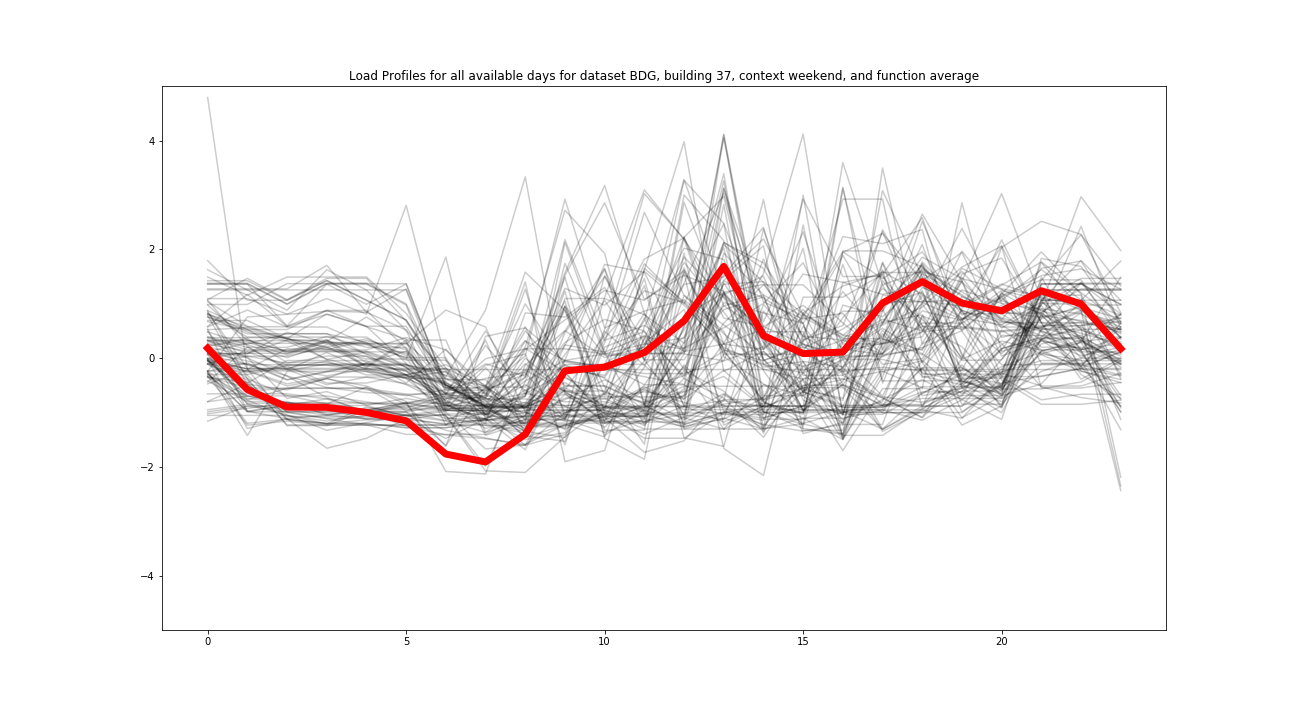 Load Profiles for all available days for dataset BDG, building 37, context weekend, and function average
4
2
0
−2
−4
0 5 10 15 20